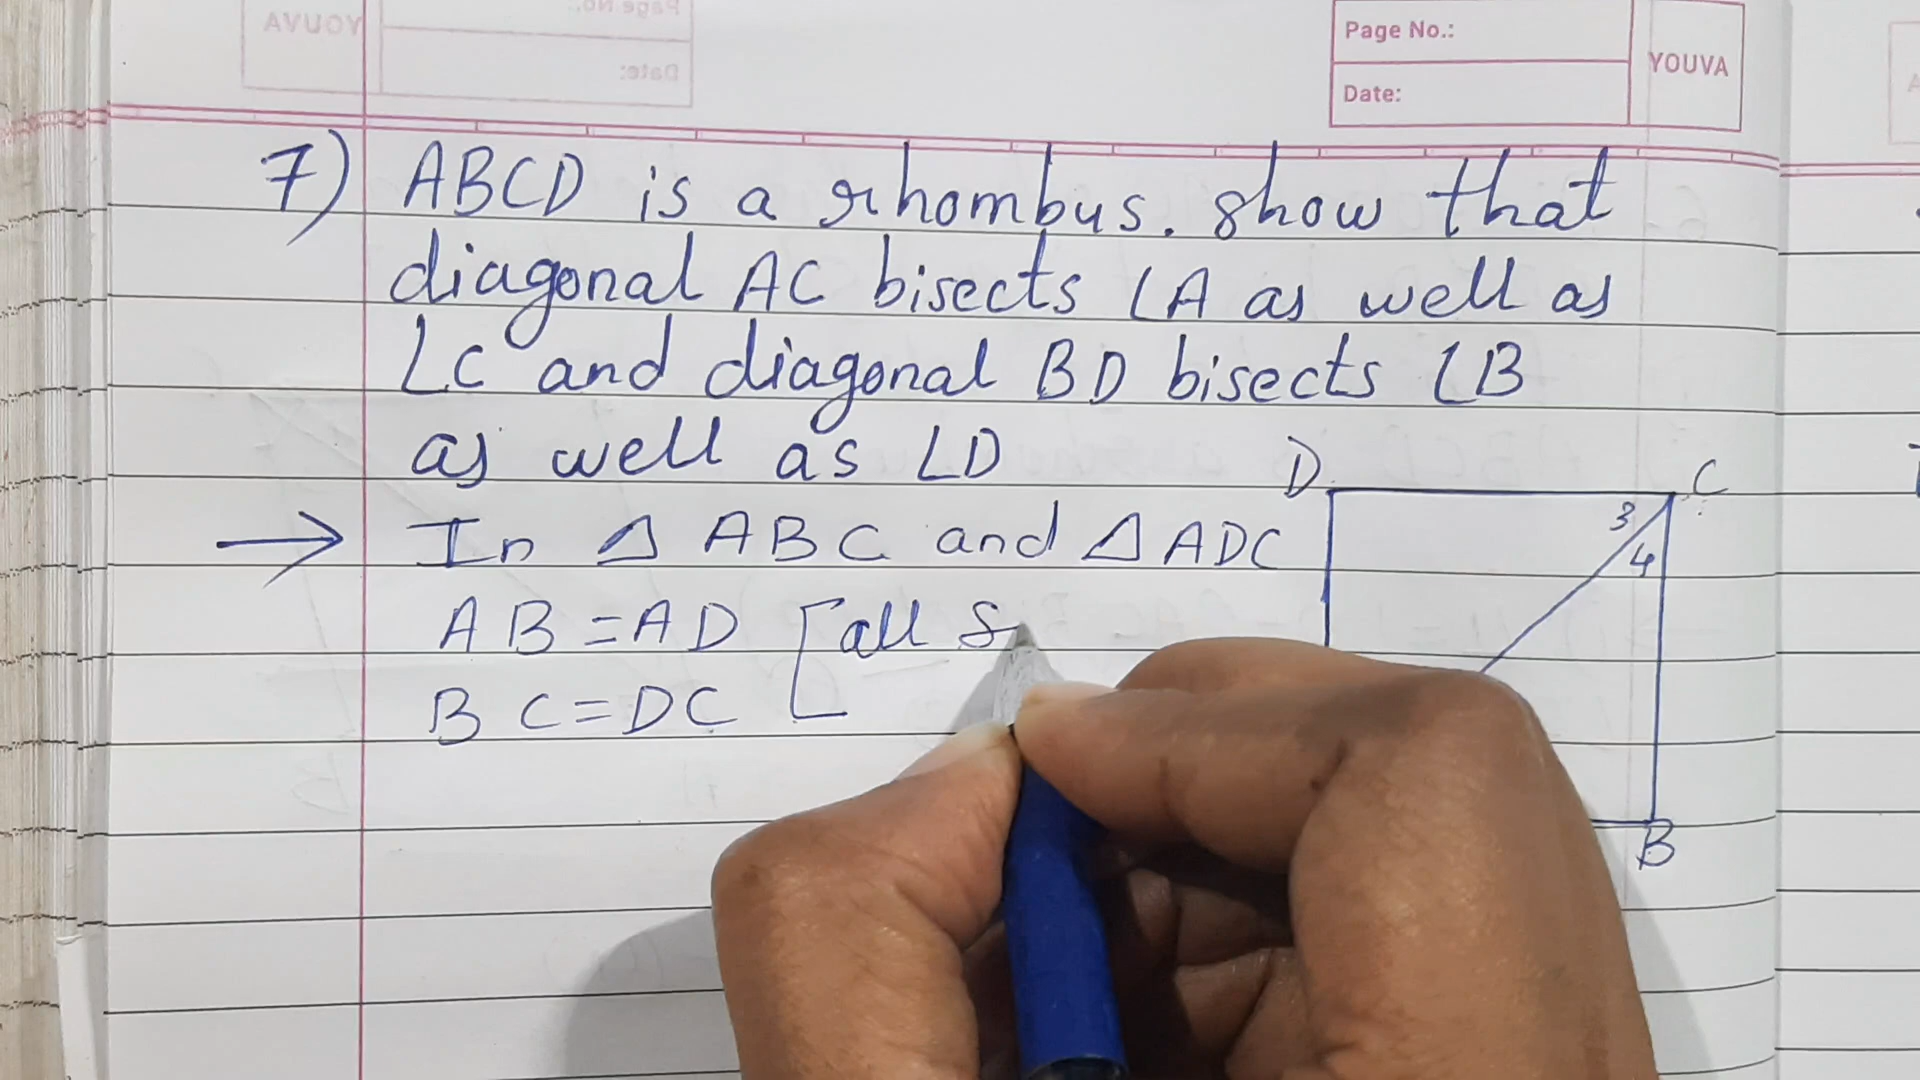 Page No.:
Date:
YOUVA
7) ABCD is a rhombus. show that
diagonal AC bisects ∠A as well as
∠C and diagonal BD bisects ∠B
as well as ∠D
D
C
3
4
B
→ In △ ABC and △ ADC
AB = AD [all
BC = DC